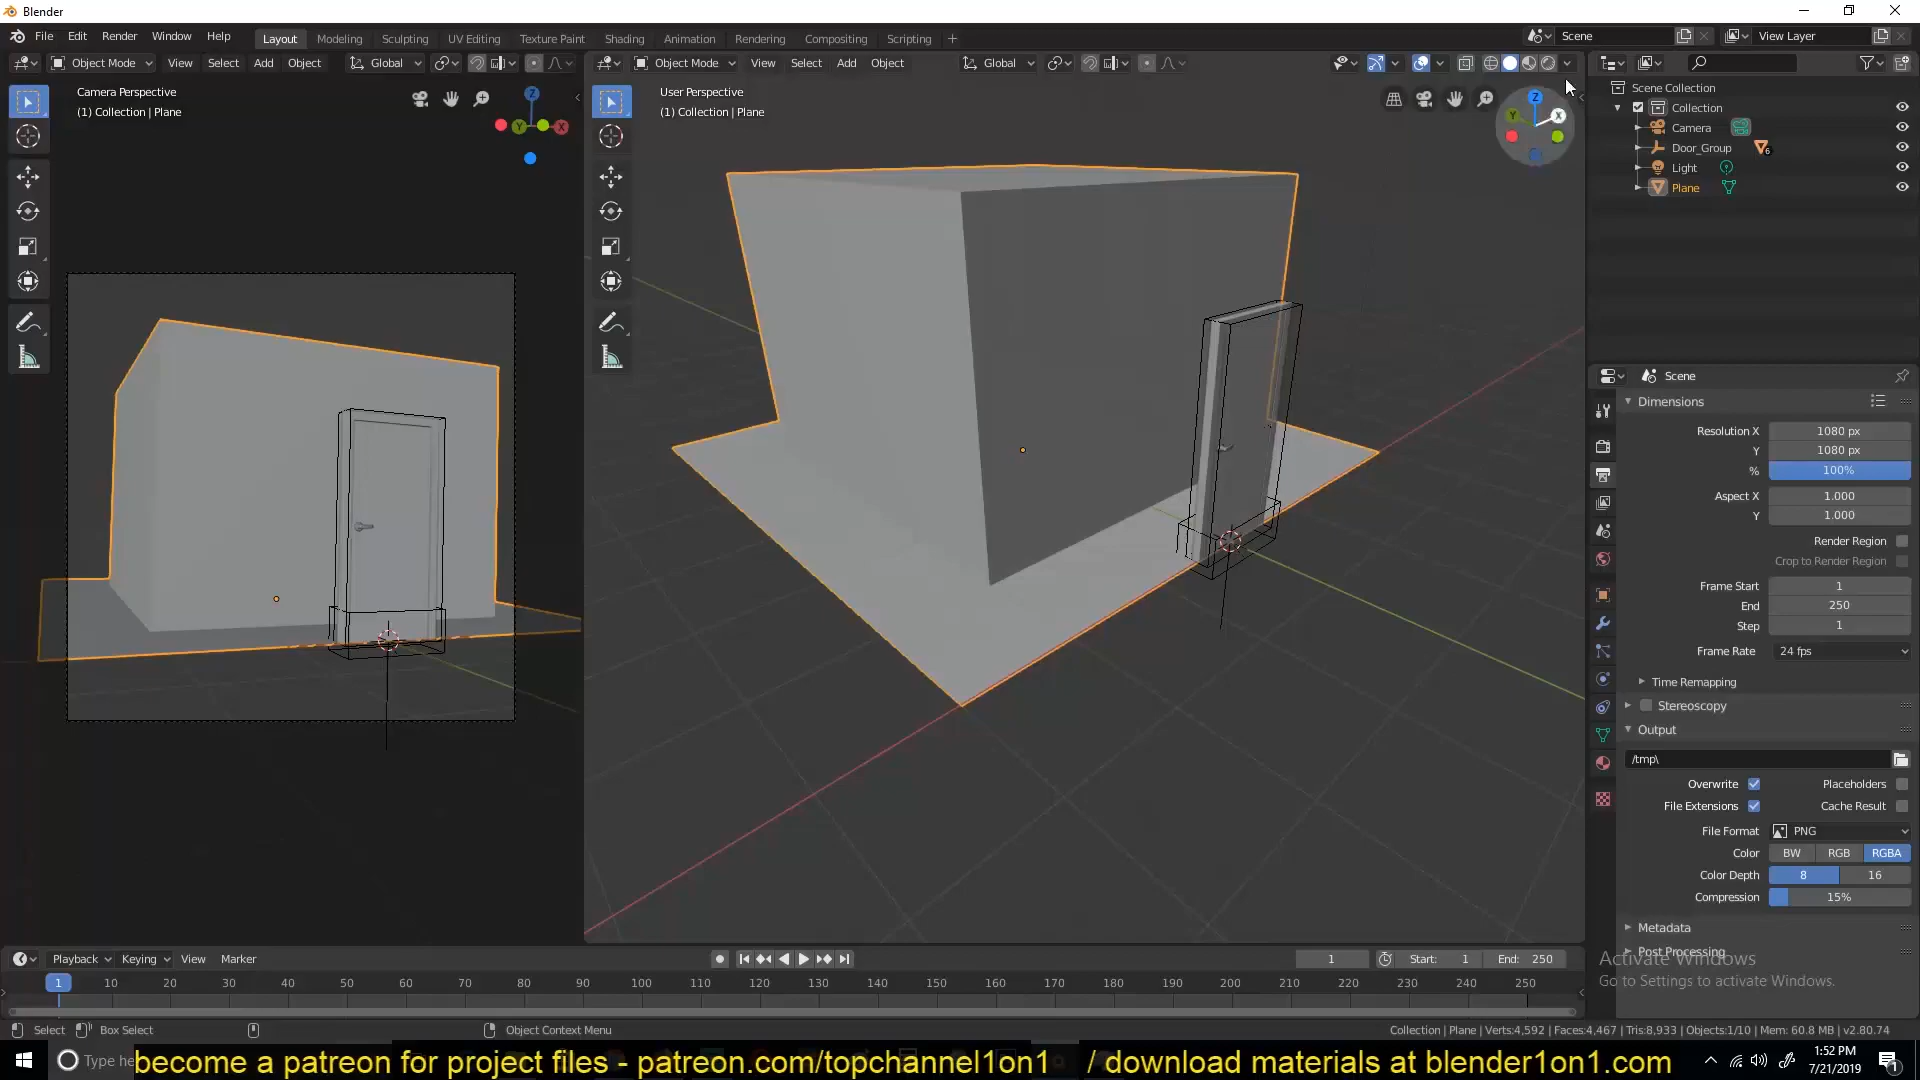 Blender
File Edit Render Window Help
Layout Modeling Sculpting UV Editing Texture Paint Shading Animation Rendering Compositing Scripting +
Scene
View Layer
Object Mode View Select Add Object Global
Object Mode View Select Add Object Global
Camera Perspective
(1) Collection | Plane
User Perspective
(1) Collection | Plane
Scene Collection
Collection
Camera
Door_Group
Light
Plane
Scene
Dimensions
Resolution X 1080 px
Y 1080 px
% 100%
Aspect X 1.000
Y 1.000
Render Region
Crop to Render Region
Frame Start 1
End 250
Step 1
Frame Rate 24 fps
Time Remapping
Stereoscopy
Output
/tmp\
Overwrite Placeholders
File Extensions Cache Result
File Format PNG
Color BW RGB RGBA
Color Depth 8 16
Compression 15%
Metadata
Post Processing
Activate Windows
Go to Settings to activate Windows.
Playback Keying View Marker
1 Start: 1 End: 250
1 10 20 30 40 50 60 70 80 90 100 110 120 130 140 150 160 170 180 190 200 210 220 230 240 250
Select Box Select Object Context Menu
Collection | Plane | Verts:4,592 | Faces:4,467 | Tris:8,933 | Objects:1/10 | Mem: 60.8 MB | v2.80.74
Type he
become a patreon for project files - patreon.com/topchannel1on1 / download materials at blender1on1.com
1:52 PM
7/21/2019